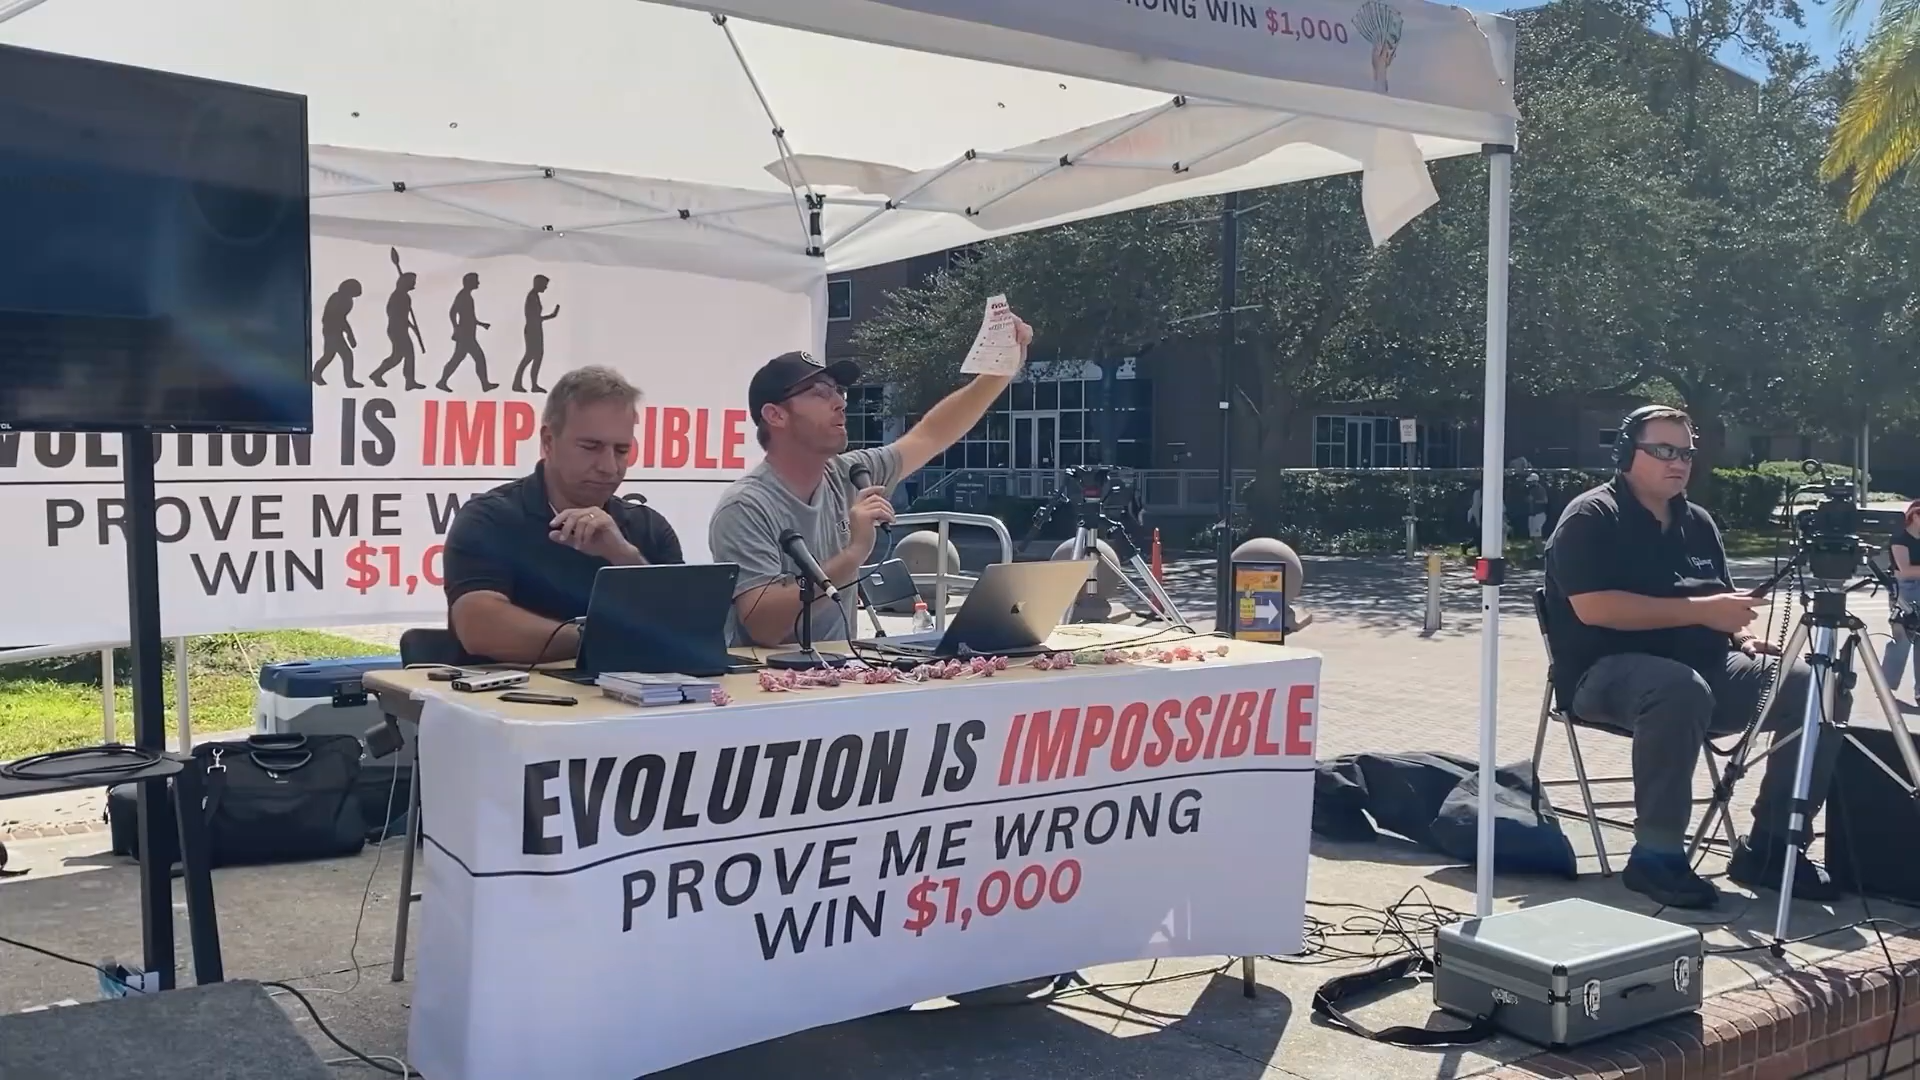 WRONG WIN $1,000
IS IMPOSSIBLE
PROVE ME WRONG
WIN $1,0
EVOLUTION IS IMPOSSIBLE
PROVE ME WRONG
WIN $1,000